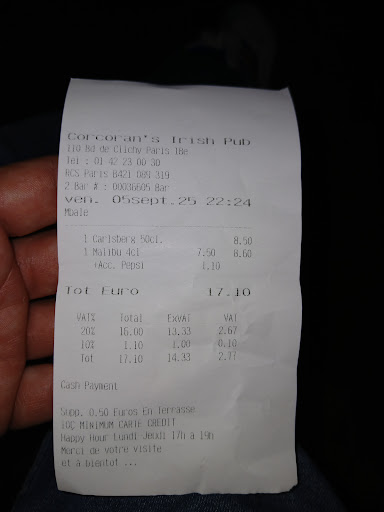 Corcoran's Irish Pub
110 Bd de Clichy Paris 18e
Tel : 01 42 23 00 30
RCS Paris B421 009 319
2 Bar # : 00036605 Bar
ven. 05sept.25 22:24
Mbale
1 Carlsberg 50cl. 8.50
1 Malibu 4cl 7.50 8.60
+Acc. Pepsi 1.10
Tot Euro 17.10
VAT% Total ExVAT VAT
20% 16.00 13.33 2.67
10% 1.10 1.00 0.10
Tot 17.10 14.33 2.77
Cash Payment
Supp. 0.50 Euros En Terrasse
10Ç MINIMUM CARTE CREDIT
Happy Hour Lundi Jeudi 17h à 19h
Merci de votre visite
et à bientot ...